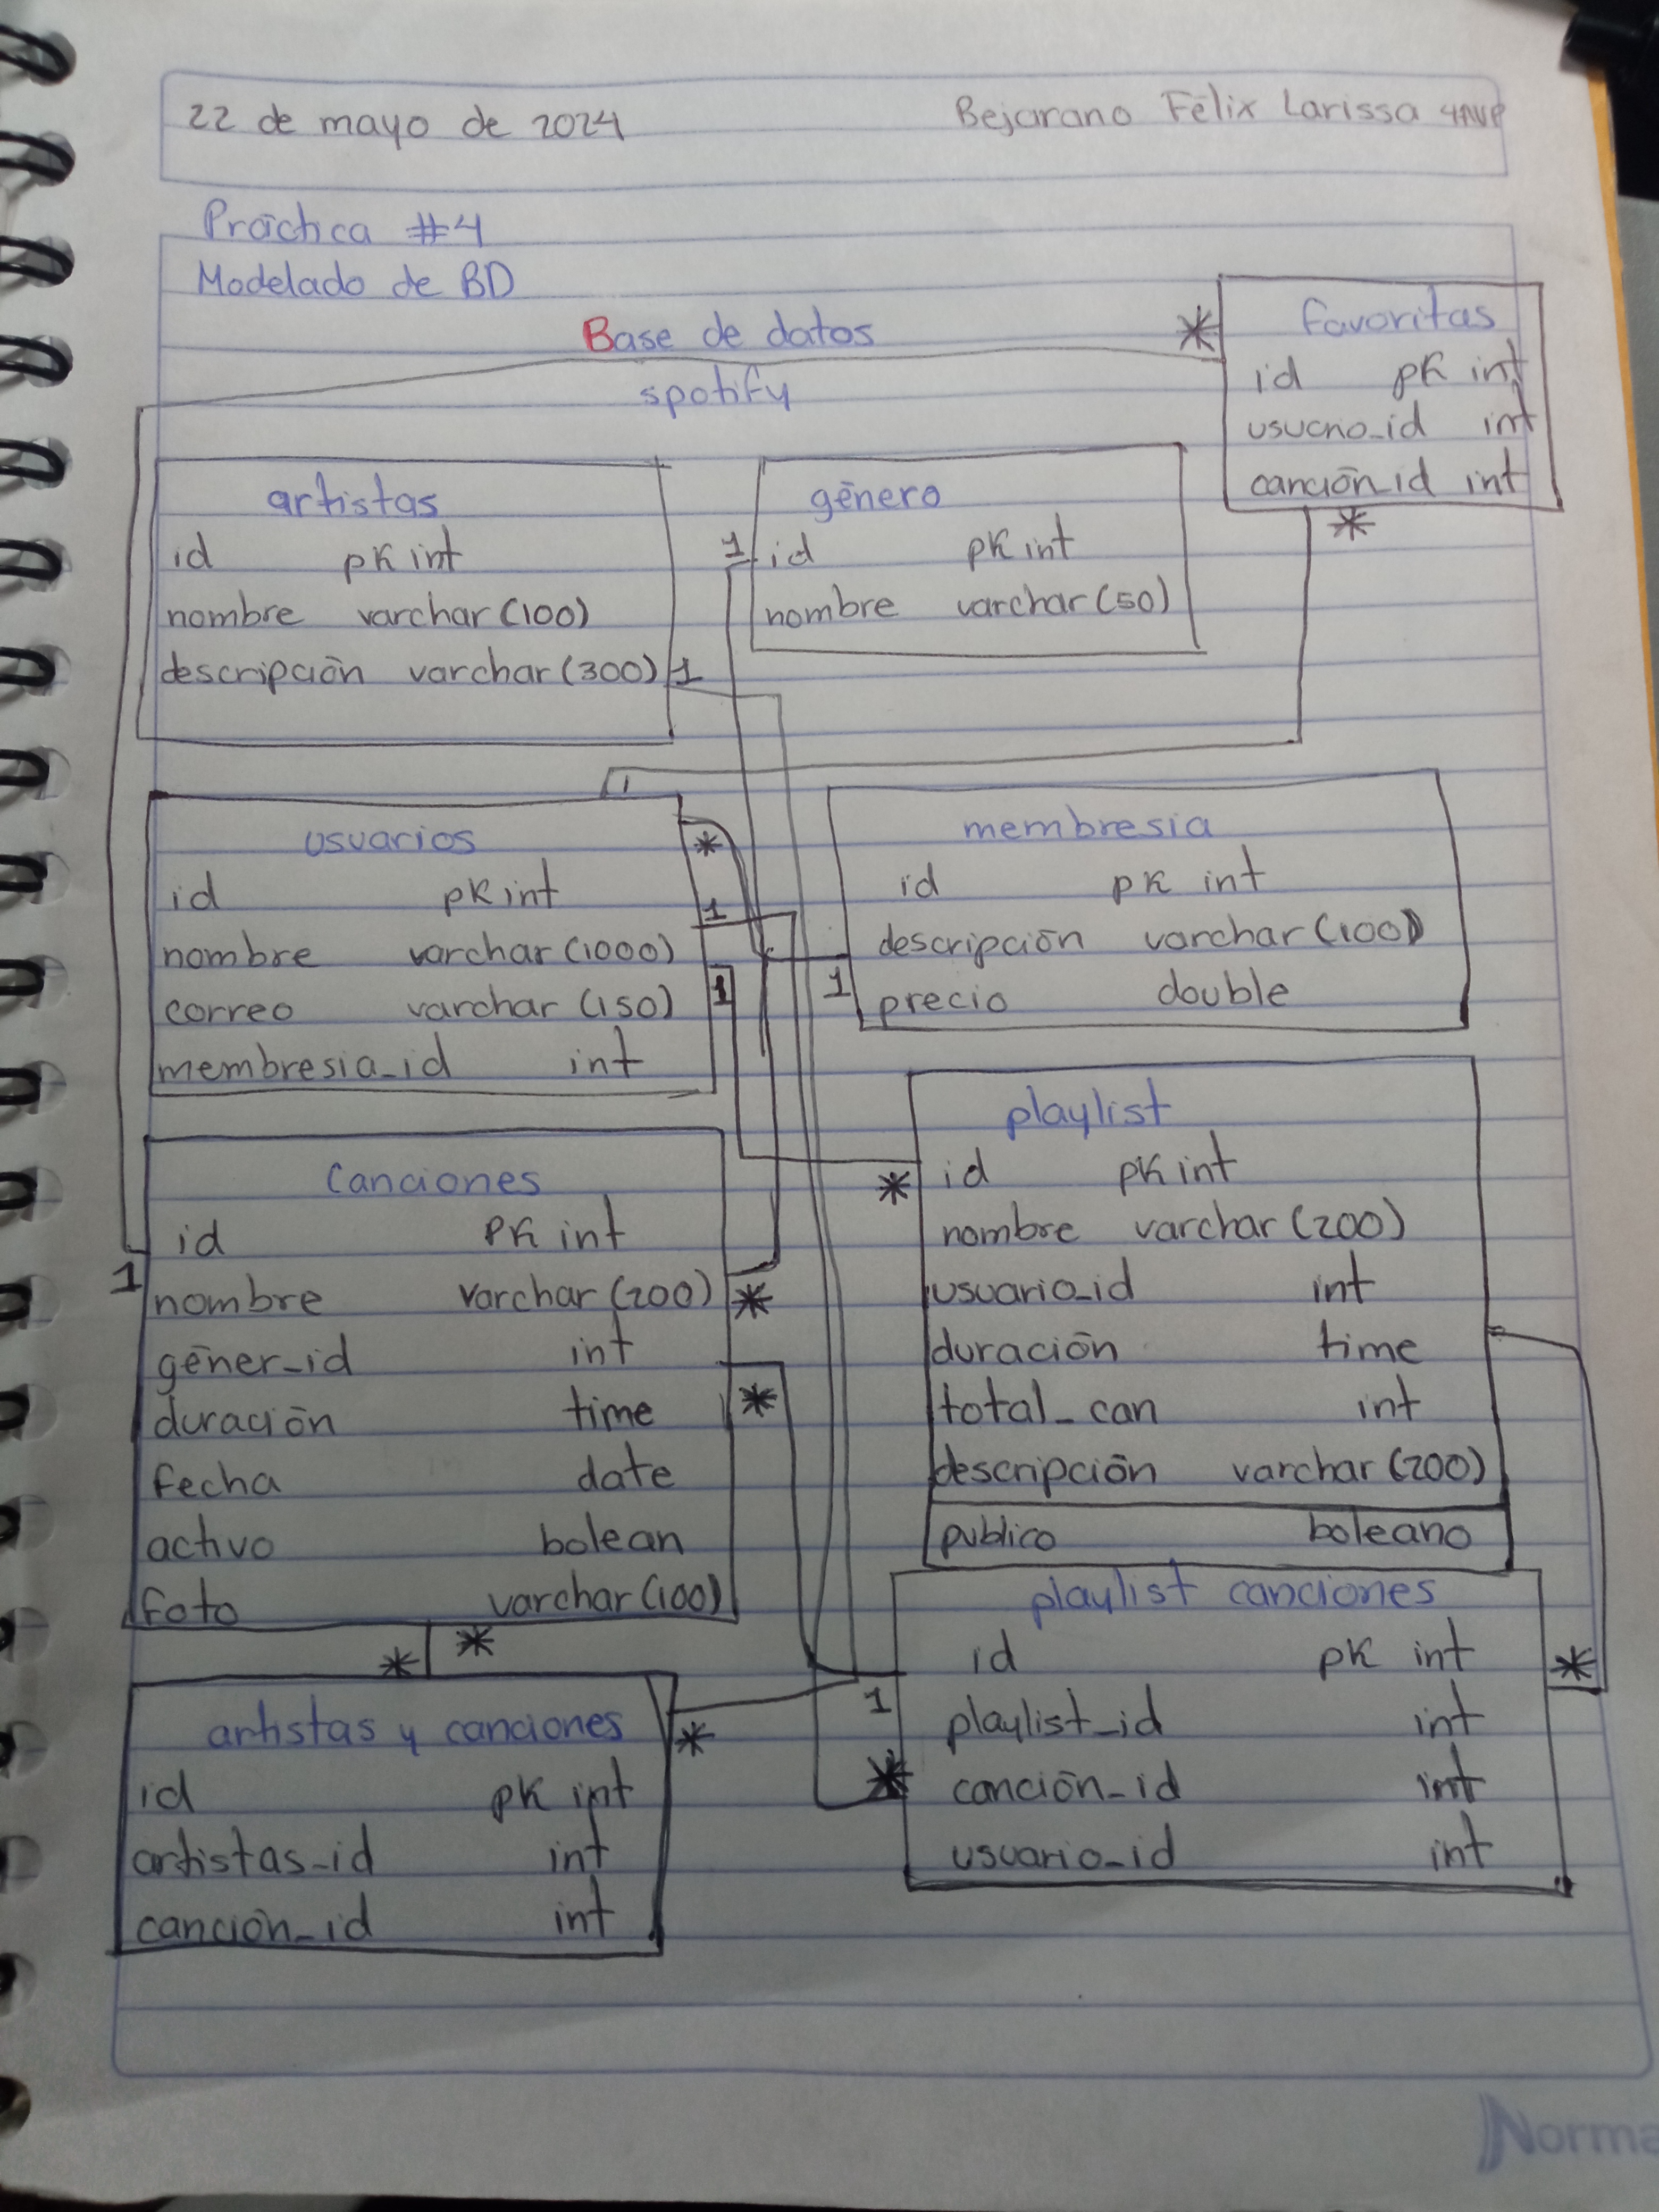 22 de mayo de 2024
Bejarano Félix Larissa
Práctica #4
Modelado de BD
Base de datos
spotify
favoritas
id pk int
usuario_id int
canción_id int
*
*
artistas
id pk int
nombre varchar(100)
descripción varchar(300)
1
género
1
id pk int
nombre varchar(50)
usuarios
1
id pk int
nombre varchar(1000)
correo varchar(150)
membresia_id int
*
1
1
membresia
id pk int
descripción varchar(100)
precio double
1
canciones
id PK int
nombre varchar(200)
géner_id int
duración time
fecha date
activo bolean
foto varchar(100)
1
*
*
*
playlist
id pk int
nombre varchar(200)
usuario_id int
duración time
total_can int
descripción varchar(200)
publico boleano
*
artistas y canciones
id pk int
artistas_id int
canción_id int
*
*
playlist canciones
id pk int
playlist_id int
canción_id int
usuario_id int
1
*
*
Norma